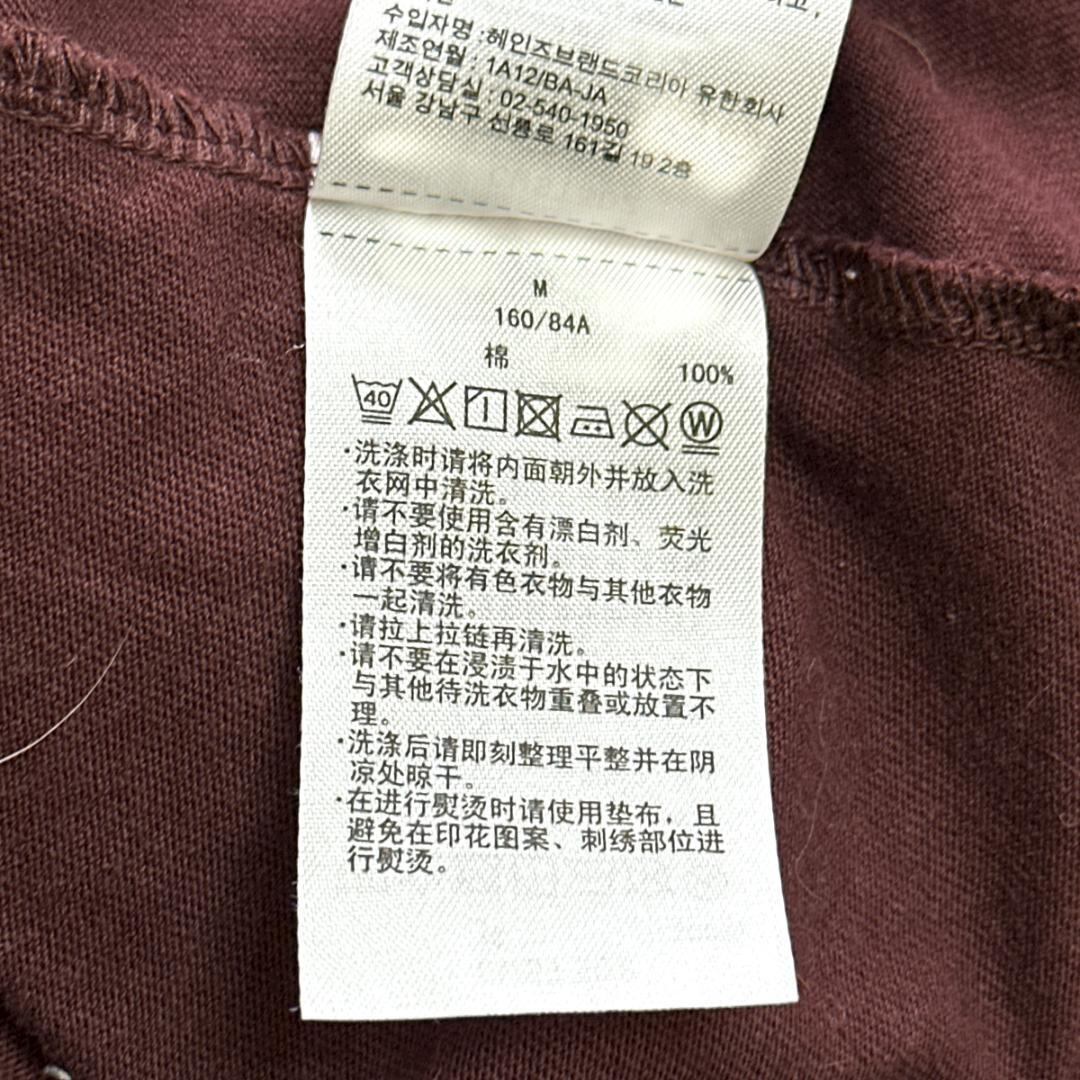 수입자명 : 헤인즈브랜드코리아 유한회사
제조연월 : 1A12/BA-JA
고객상담실 : 02-540-1950
서울 강남구 선릉로 161길 19 2층
M
160/84A
棉 100%
40 W
·洗涤时请将内面朝外并放入洗
衣网中清洗。
·请不要使用含有漂白剂、荧光
增白剂的洗衣剂。
·请不要将有色衣物与其他衣物
一起清洗。
·请拉上拉链再清洗。
·请不要在浸渍于水中的状态下
与其他待洗衣物重叠或放置不
理。
·洗涤后请即刻整理平整并在阴
凉处晾干。
·在进行熨烫时请使用垫布，且
避免在印花图案、刺绣部位进
行熨烫。